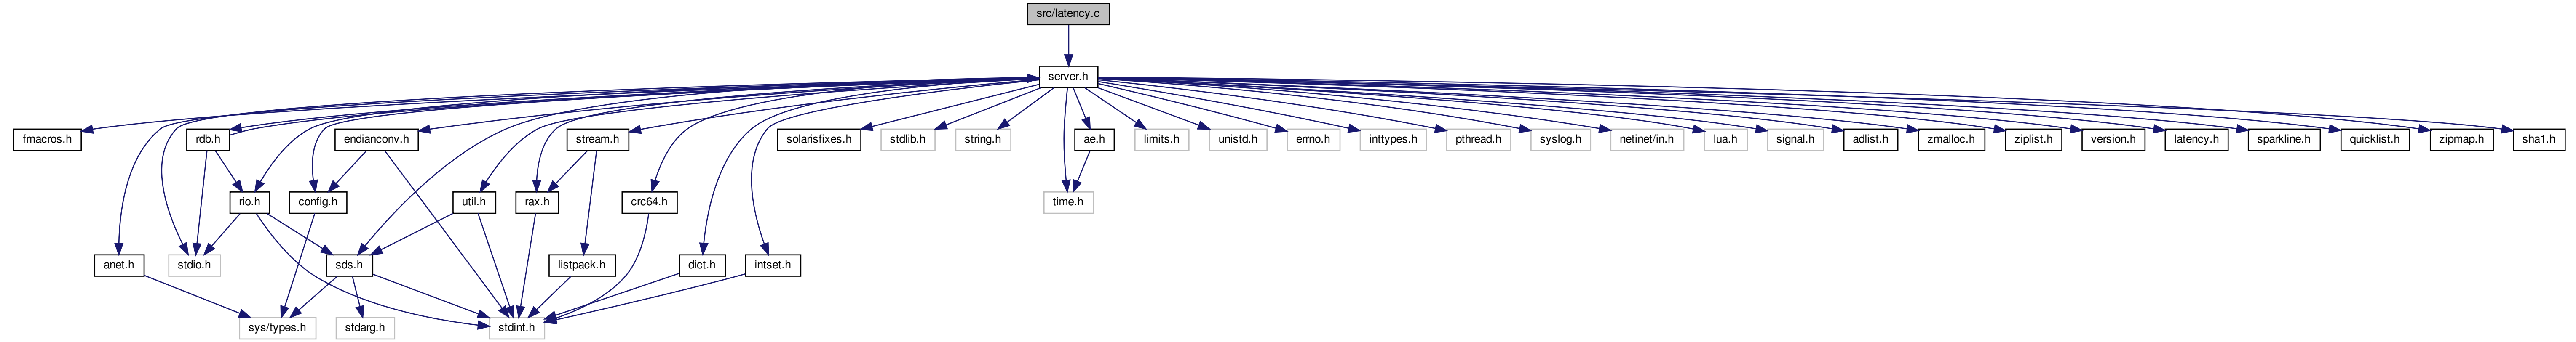 src/latency.c
server.h
fmacros.h
rdb.h
endianconv.h
stream.h
solarisfixes.h
stdlib.h
string.h
ae.h
limits.h
unistd.h
errno.h
inttypes.h
pthread.h
syslog.h
netinet/in.h
lua.h
signal.h
adlist.h
zmalloc.h
ziplist.h
version.h
latency.h
sparkline.h
quicklist.h
zipmap.h
sha1.h
rio.h
config.h
util.h
rax.h
crc64.h
time.h
anet.h
stdio.h
sds.h
listpack.h
dict.h
intset.h
sys/types.h
stdarg.h
stdint.h